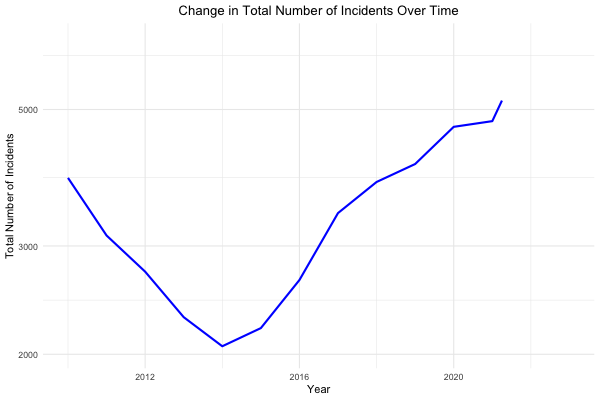 Change in Total Number of Incidents Over Time
Total Number of Incidents
5000
3000
2000
2012
2016
2020
Year